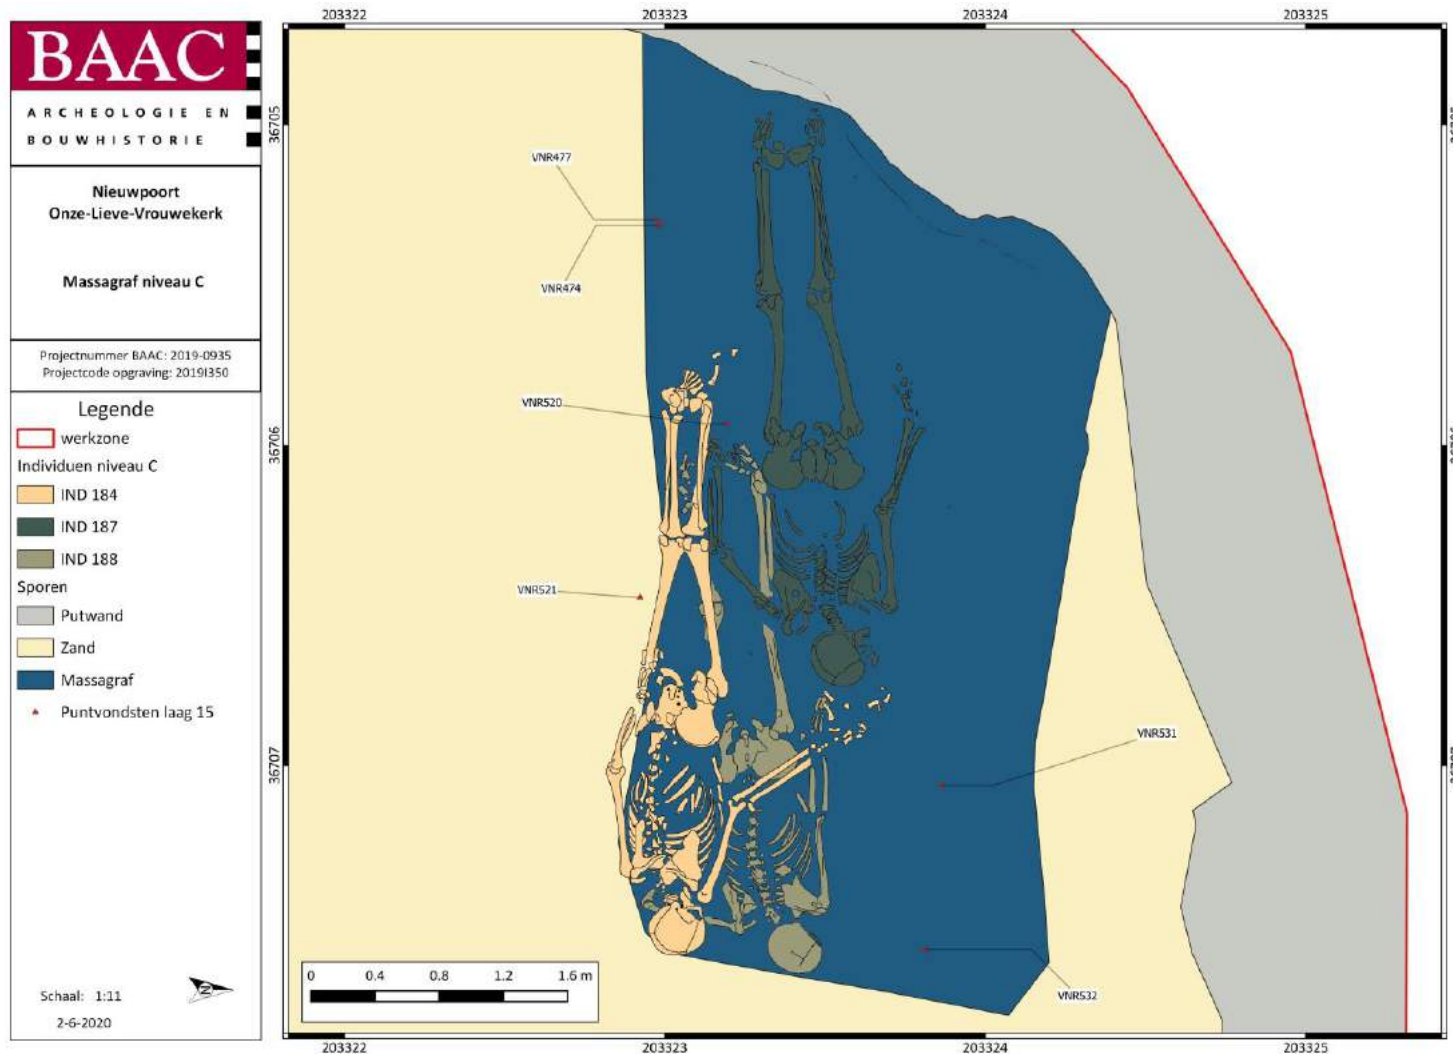 BAAC
ARCHEOLOGIE EN
BOUWHISTORIE
Nieuwpoort
Onze-Lieve-Vrouwekerk
Massagraf niveau C
Projectnummer BAAC: 2019-0935
Projectcode opgraving: 2019I350
Legende
werkzone
Individuen niveau C
IND 184
IND 187
IND 188
Sporen
Putwand
Zand
Massagraf
Puntvondsten laag 15
N
Schaal: 1:11
2-6-2020
203322 203323 203324 203325
36705
36706
36707
VNR477
VNR474
VNR520
VNR521
VNR531
VNR532
0 0.4 0.8 1.2 1.6 m
203322 203323 203324 203325